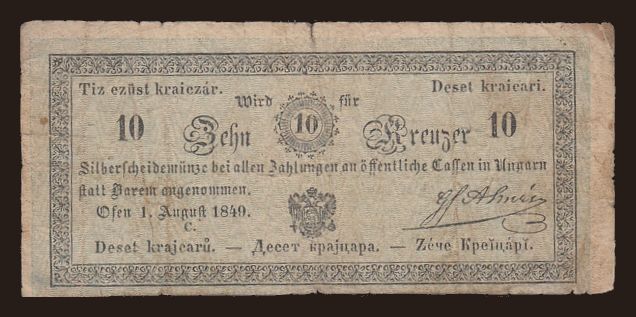 Tiz ezüst kraiczár. Deset kraicari.
Wird für
10 Zehn 10 Kreuzer 10
Silberscheidemünze bei allen Zahlungen an öffentliche Cassen in Ungarn
statt Barem angenommen.
Ofen 1. August 1849.
C.
Deset krajcarů. — Десет крајцара. — Zéче Крейцарĭ.